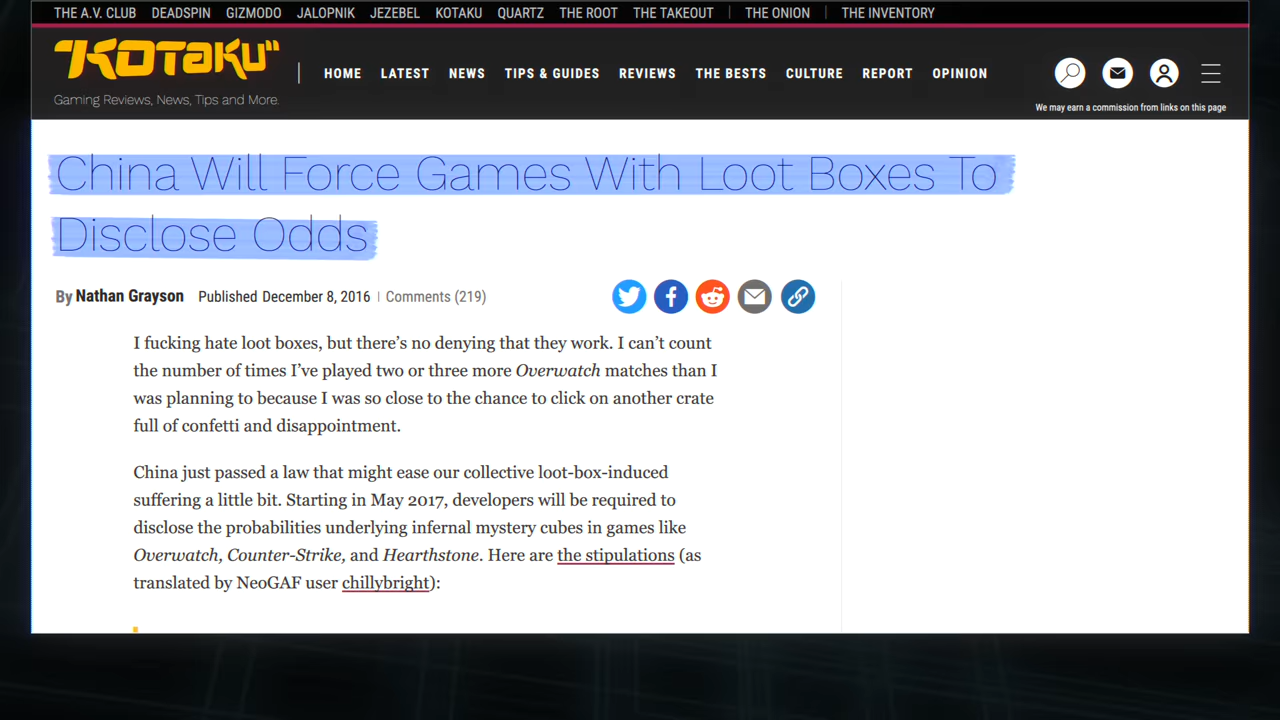 THE A.V. CLUB DEADSPIN GIZMODO JALOPNIK JEZEBEL KOTAKU QUARTZ THE ROOT THE TAKEOUT | THE ONION | THE INVENTORY
KOTAKU
HOME LATEST NEWS TIPS & GUIDES REVIEWS THE BESTS CULTURE REPORT OPINION
Gaming Reviews, News, Tips and More.
We may earn a commission from links on this page
China Will Force Games With Loot Boxes To
Disclose Odds
By Nathan Grayson Published December 8, 2016 | Comments (219)
I fucking hate loot boxes, but there’s no denying that they work. I can’t count
the number of times I’ve played two or three more Overwatch matches than I
was planning to because I was so close to the chance to click on another crate
full of confetti and disappointment.
China just passed a law that might ease our collective loot-box-induced
suffering a little bit. Starting in May 2017, developers will be required to
disclose the probabilities underlying infernal mystery cubes in games like
Overwatch, Counter-Strike, and Hearthstone. Here are the stipulations (as
translated by NeoGAF user chillybright):